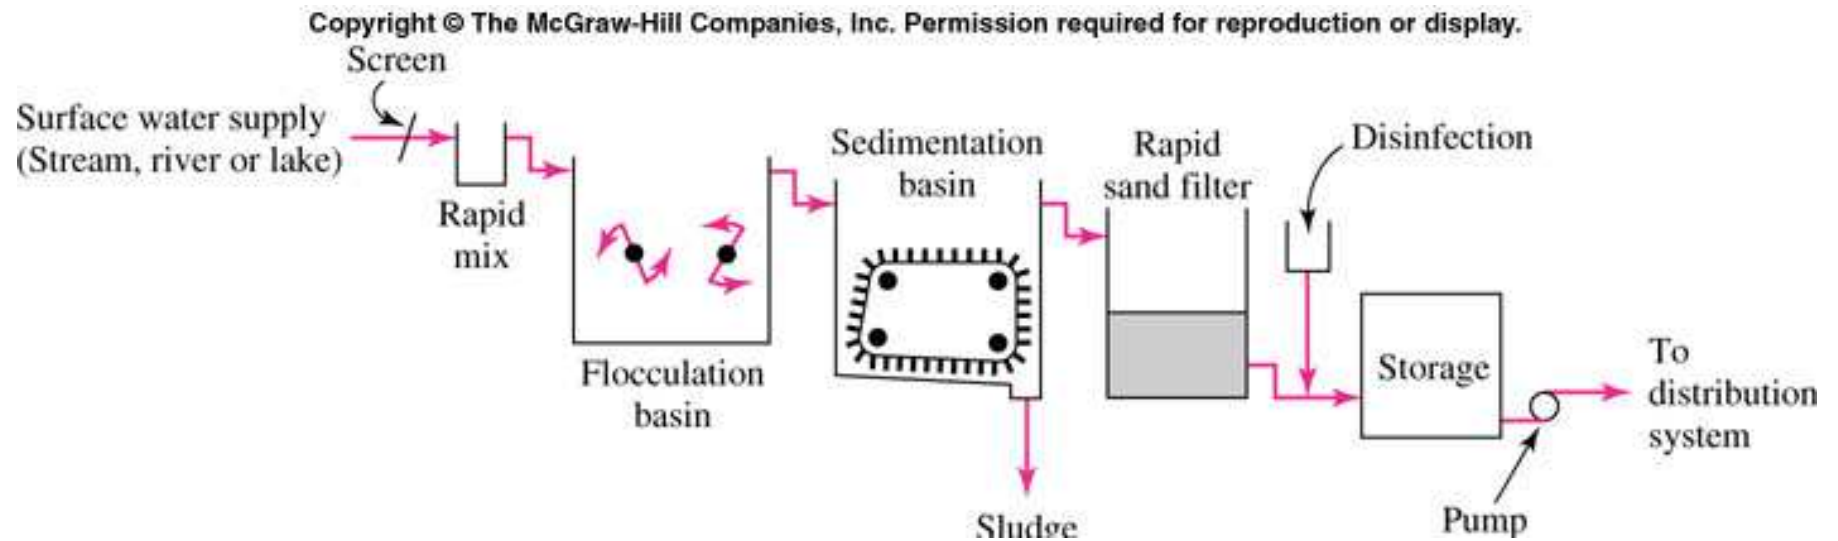 Copyright © The McGraw-Hill Companies, Inc. Permission required for reproduction or display.
Screen
Surface water supply
(Stream, river or lake)
Rapid
mix
Flocculation
basin
Sedimentation
basin
Sludge
Rapid
sand filter
Disinfection
Storage
Pump
To
distribution
system